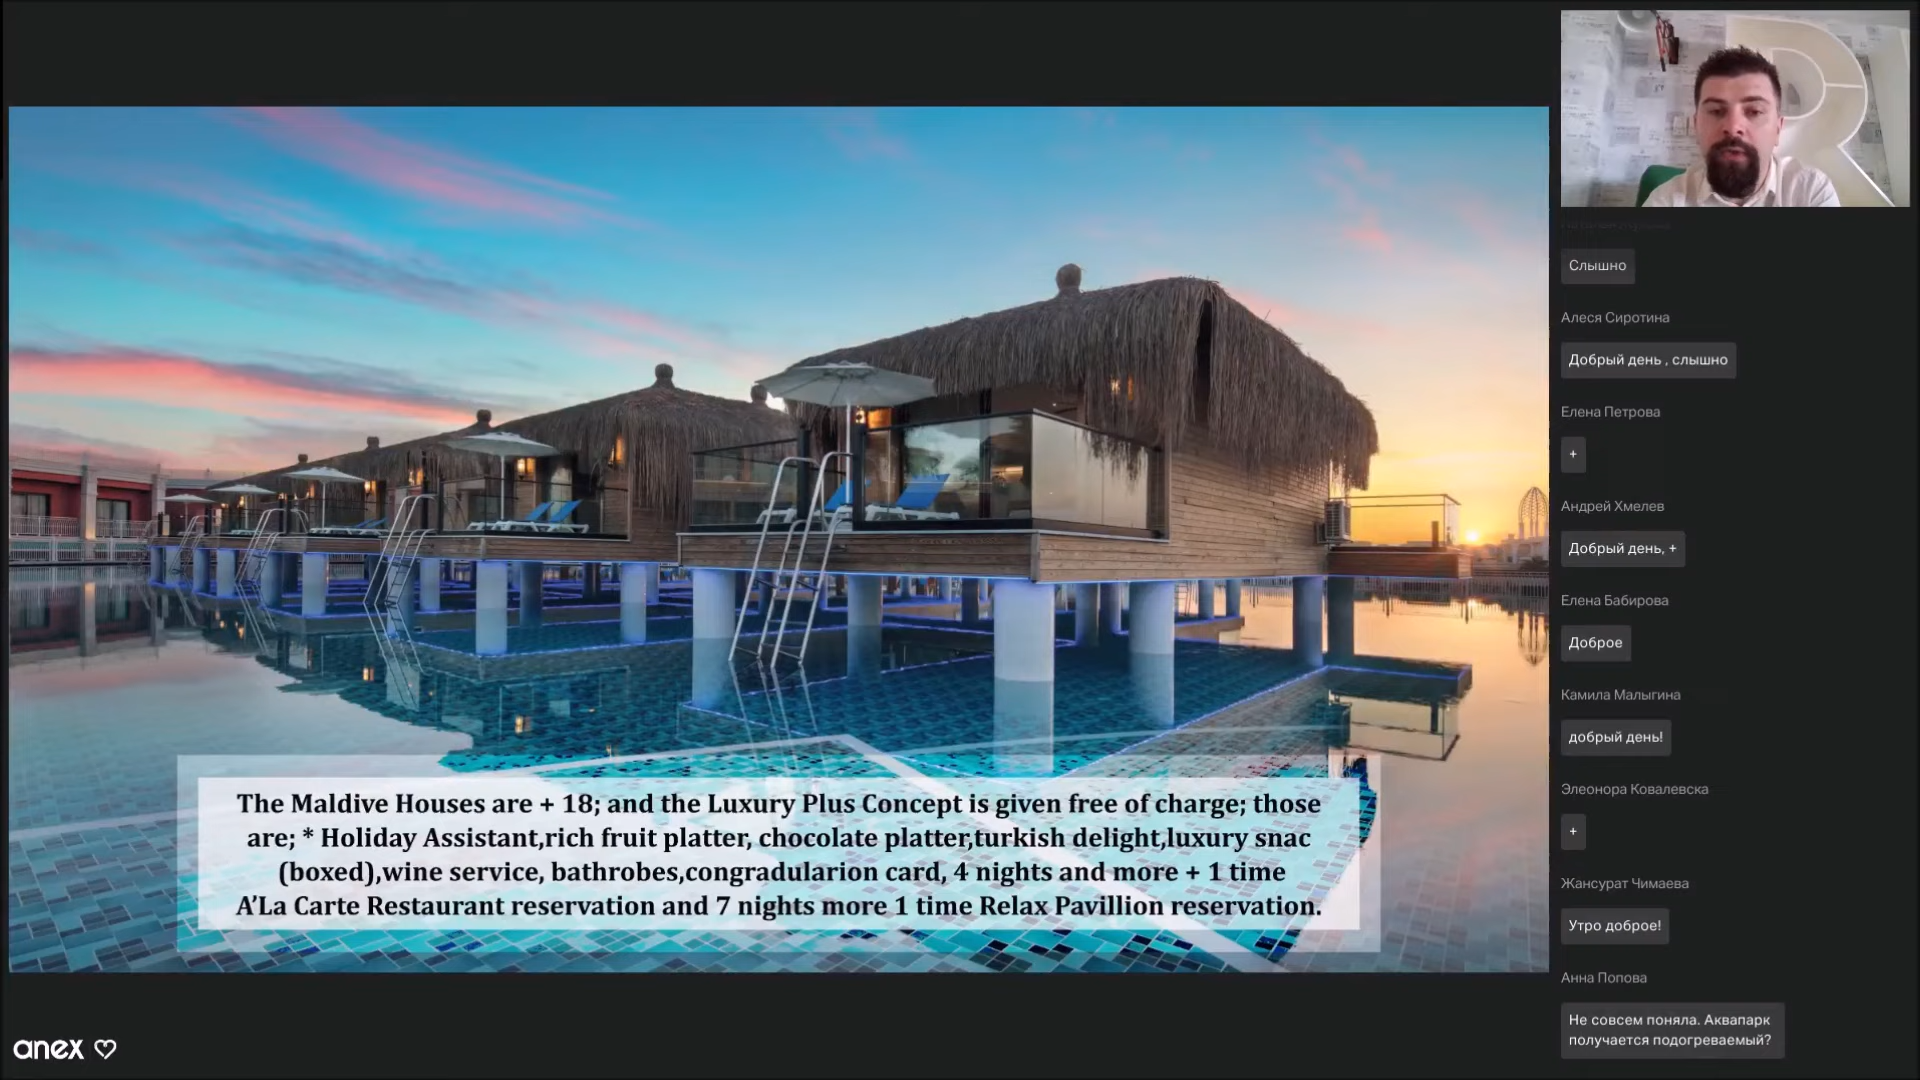 The Maldive Houses are + 18; and the Luxury Plus Concept is given free of charge; those
are; * Holiday Assistant,rich fruit platter, chocolate platter,turkish delight,luxury snac
(boxed),wine service, bathrobes,congradularion card, 4 nights and more + 1 time
A’La Carte Restaurant reservation and 7 nights more 1 time Relax Pavillion reservation.
anex
Слышно
Алеся Сиротина
Добрый день , слышно
Елена Петрова
+
Андрей Хмелев
Добрый день, +
Елена Бабирова
Доброе
Камила Малыгина
добрый день!
Элеонора Ковалевска
+
Жансурат Чимаева
Утро доброе!
Анна Попова
Не совсем поняла. Аквапарк
получается подогреваемый?